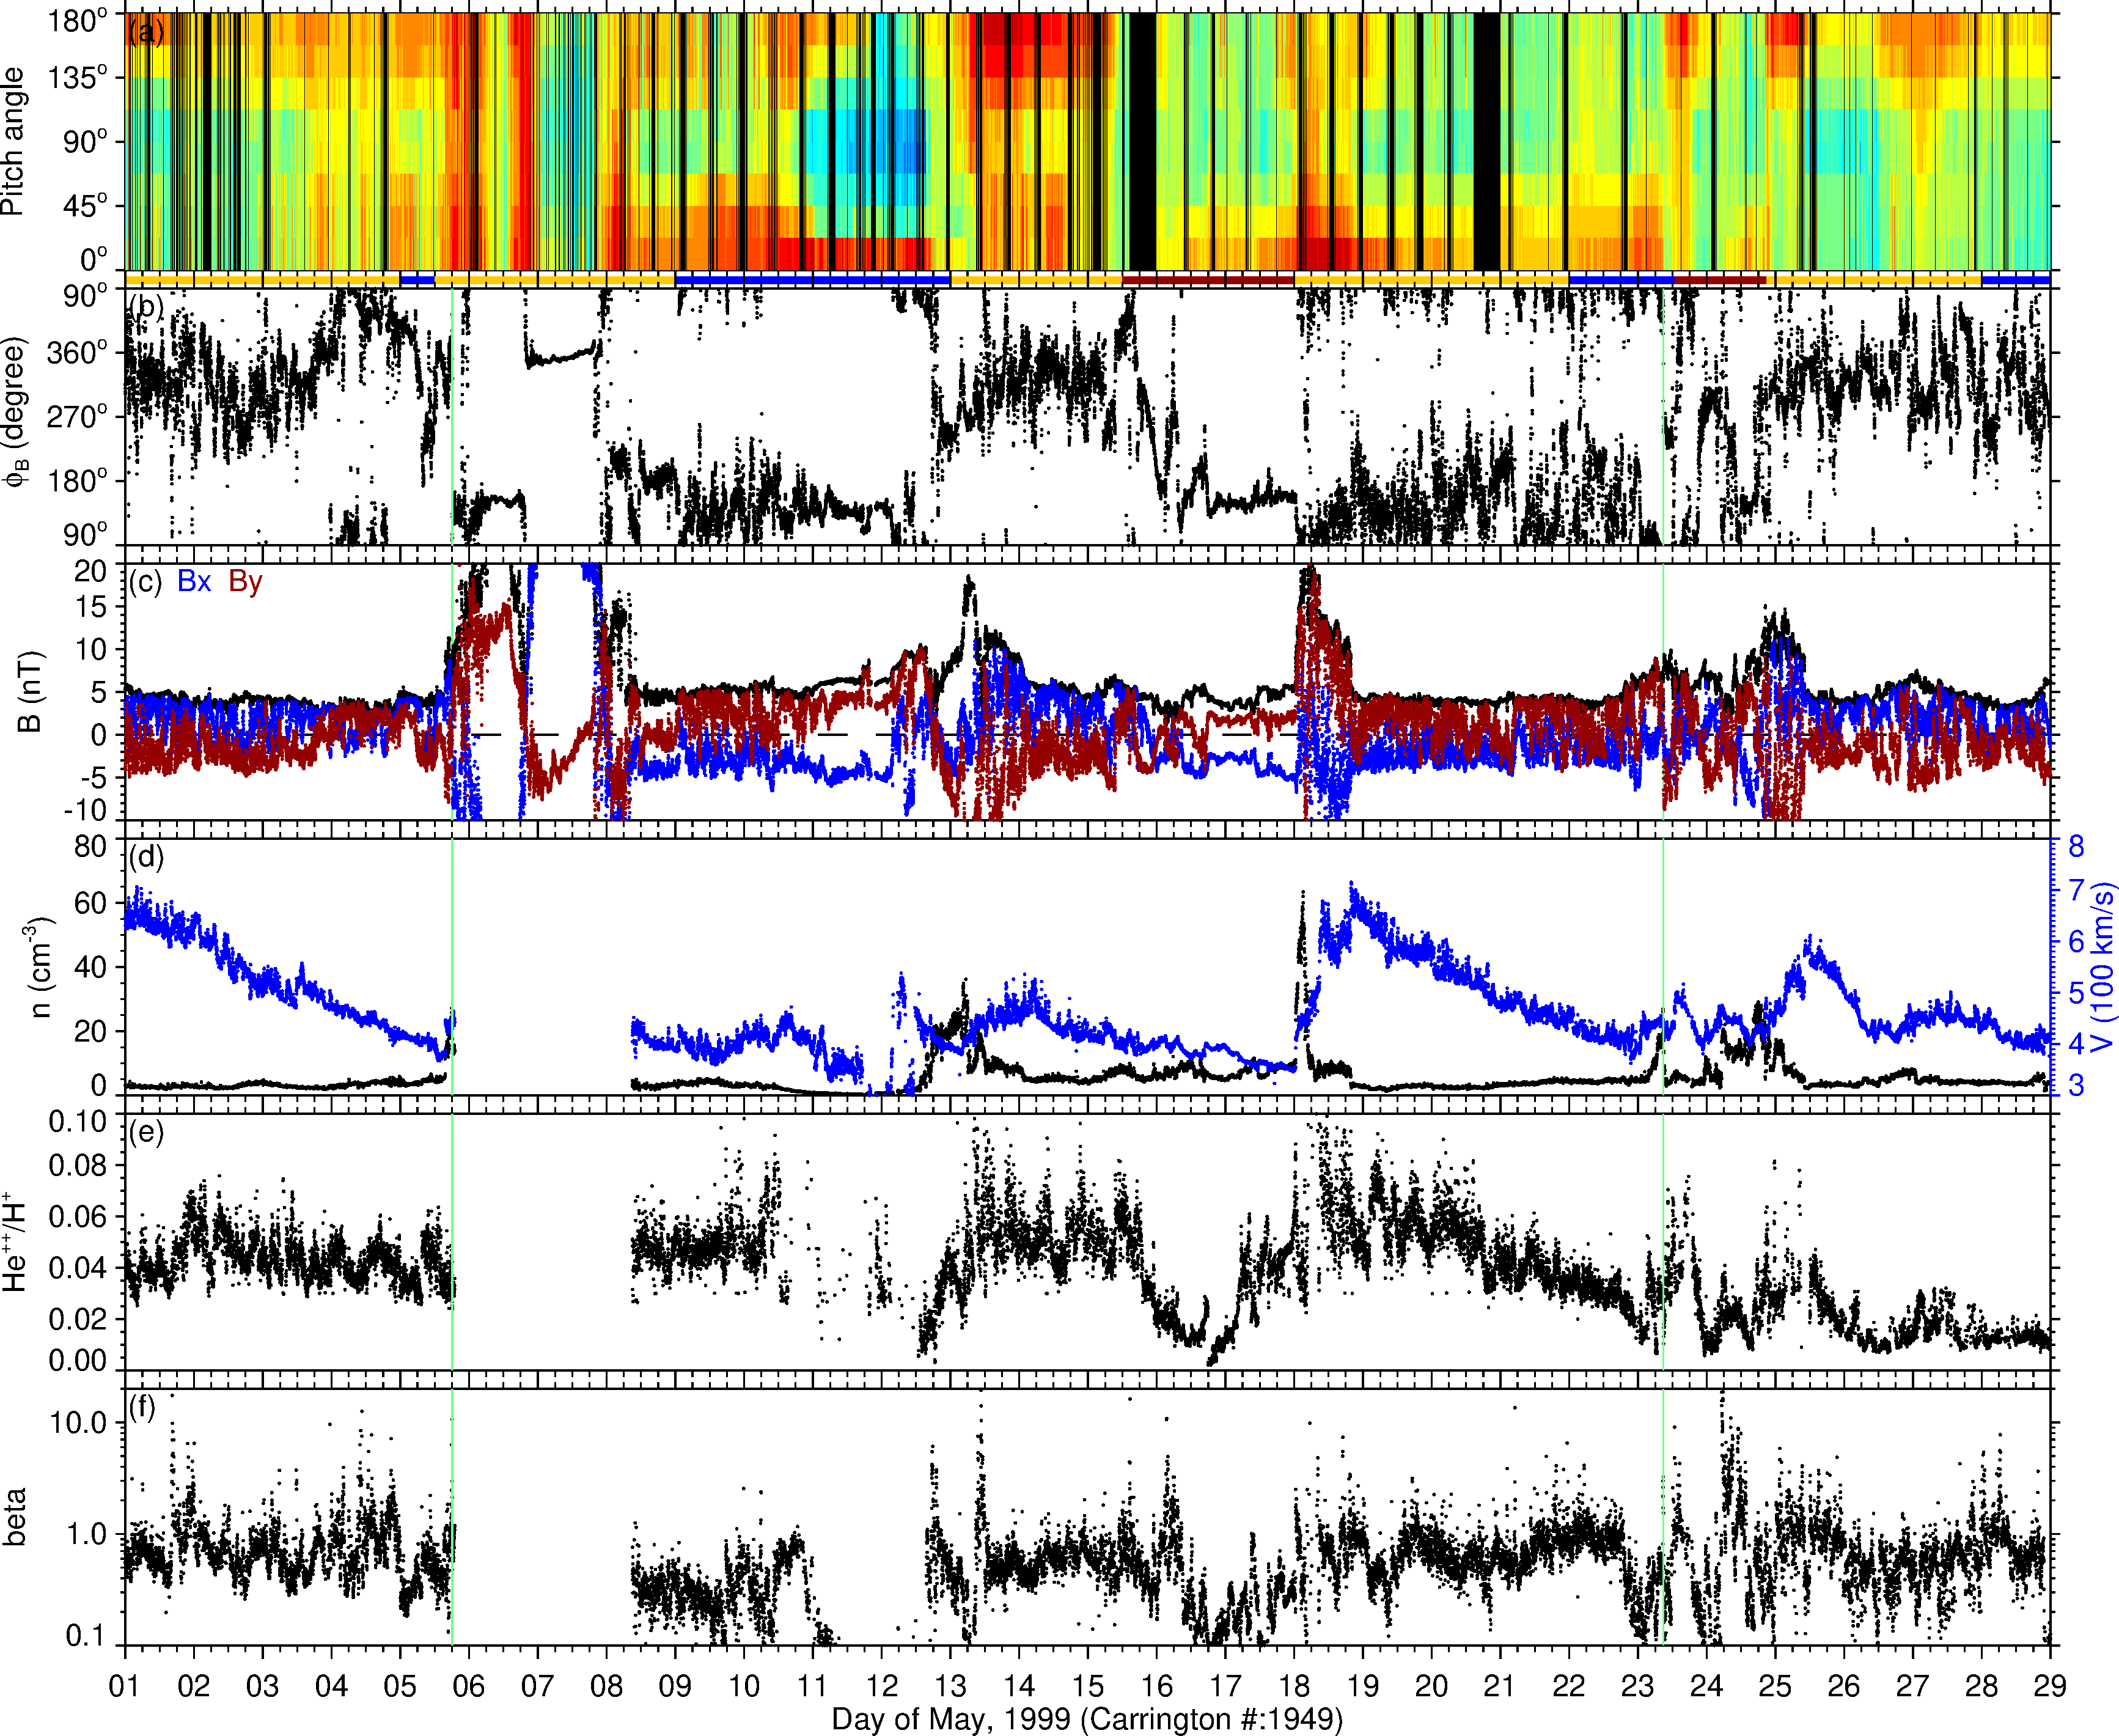 (a)
Pitch angle
180°
135°
90°
45°
0°
(b)
ϕB (degree)
90°
360°
270°
180°
90°
(c) Bx By
B (nT)
20
15
10
5
0
-5
-10
(d)
n (cm-3)
80
60
40
20
0
8
7
6
5
4
3
V (100 km/s)
(e)
He++/H+
0.10
0.08
0.06
0.04
0.02
0.00
(f)
beta
10.0
1.0
0.1
01 02 03 04 05 06 07 08 09 10 11 12 13 14 15 16 17 18 19 20 21 22 23 24 25 26 27 28 29
Day of May, 1999 (Carrington #:1949)